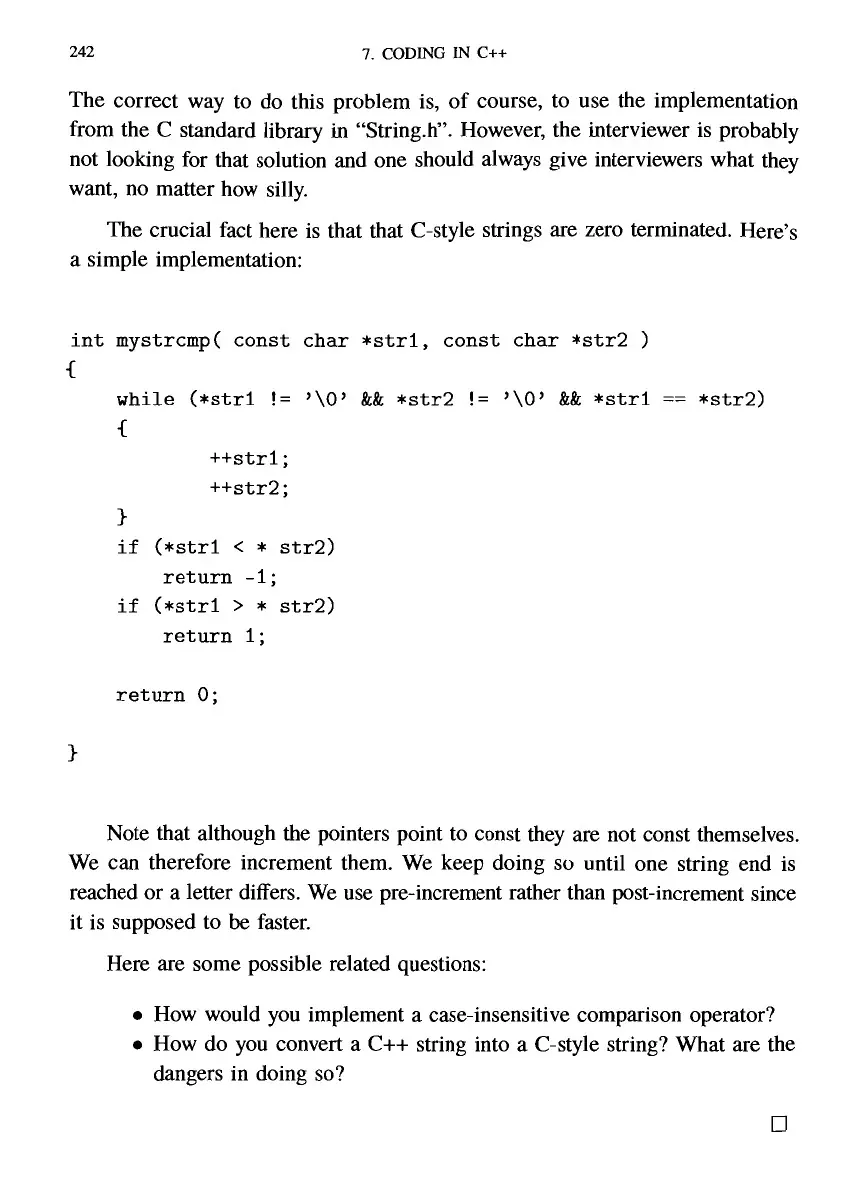 242 7. CODING IN C++
The correct way to do this problem is, of course, to use the implementation
from the C standard library in “String.h”. However, the interviewer is probably
not looking for that solution and one should always give interviewers what they
want, no matter how silly.
The crucial fact here is that that C-style strings are zero terminated. Here’s
a simple implementation:
int mystrcmp( const char *str1, const char *str2 )
{
while (*str1 != ’\0’ && *str2 != ’\0’ && *str1 == *str2)
{
++str1;
++str2;
}
if (*str1 < * str2)
return -1;
if (*str1 > * str2)
return 1;
return 0;
}
Note that although the pointers point to const they are not const themselves.
We can therefore increment them. We keep doing so until one string end is
reached or a letter differs. We use pre-increment rather than post-increment since
it is supposed to be faster.
Here are some possible related questions:
• How would you implement a case-insensitive comparison operator?
• How do you convert a C++ string into a C-style string? What are the
dangers in doing so?